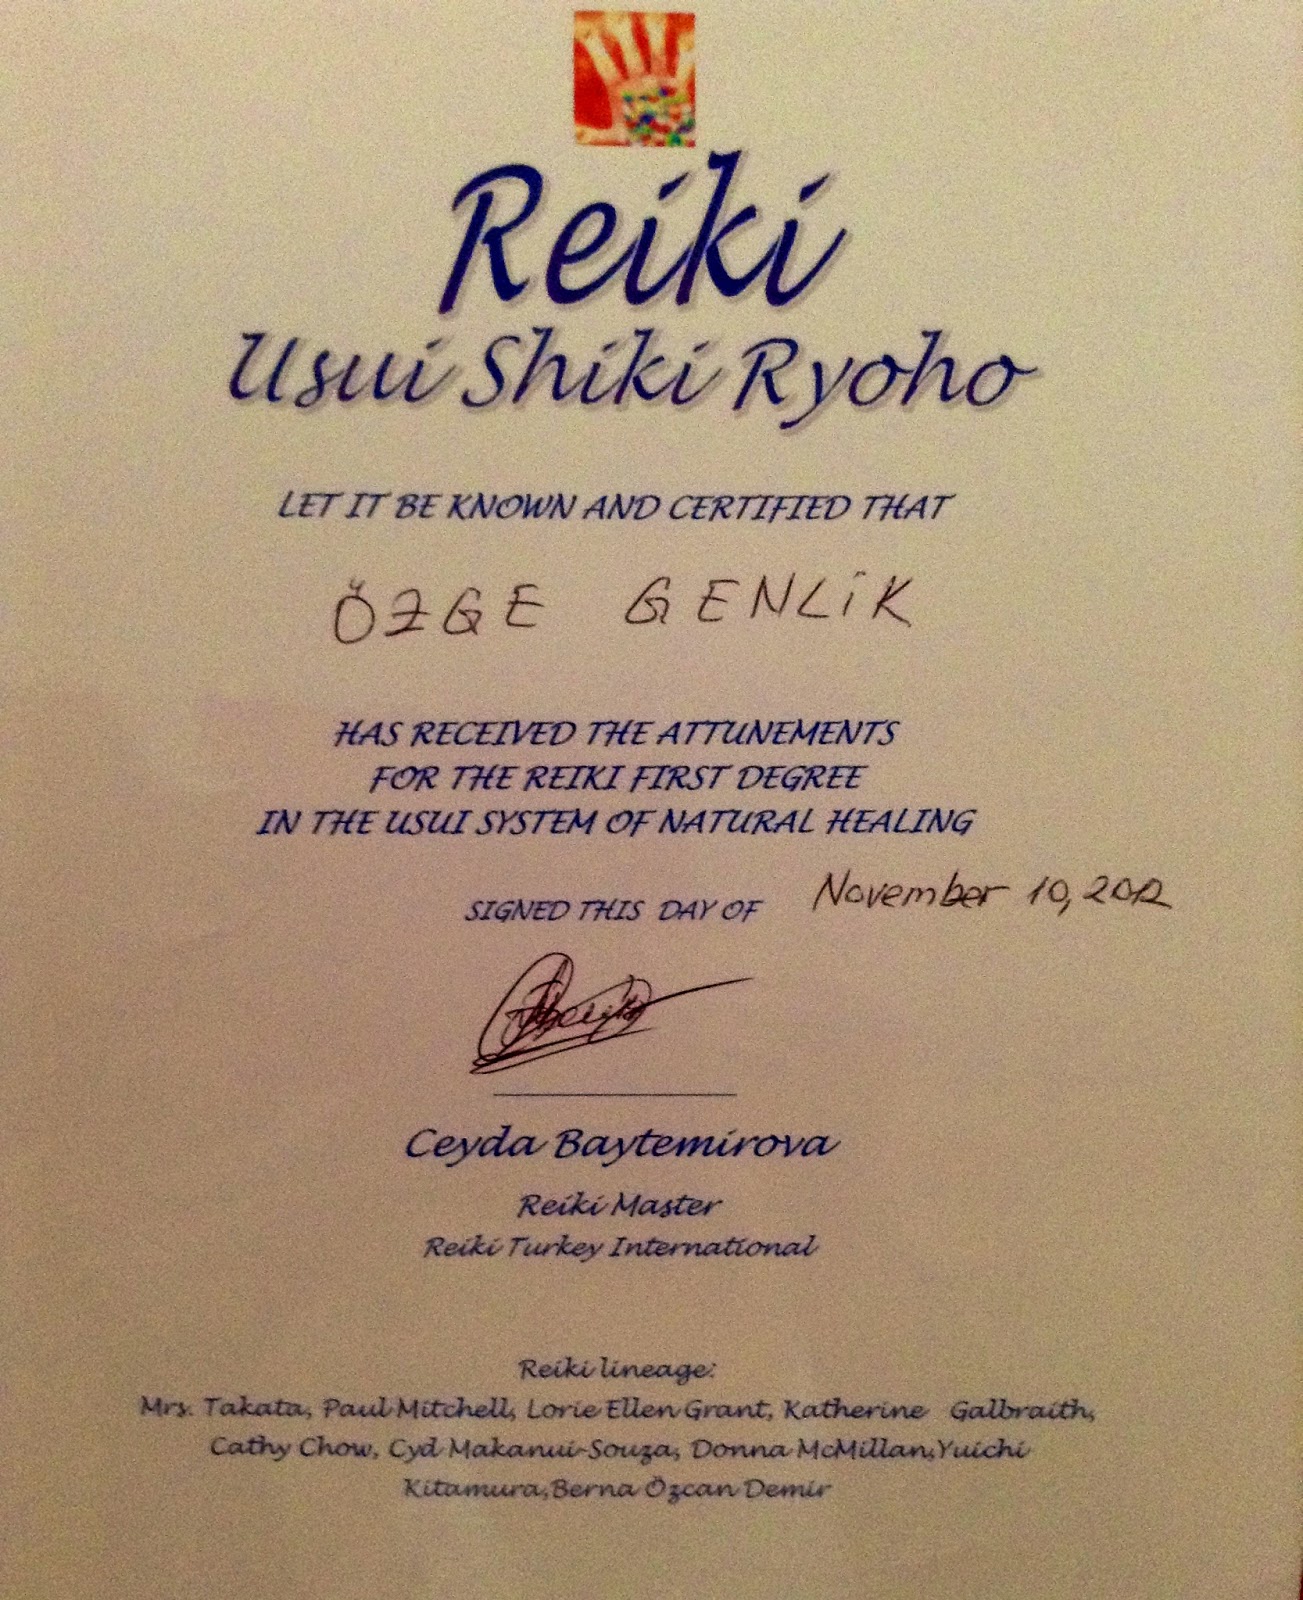 Reiki
Usui Shiki Ryoho
LET IT BE KNOWN AND CERTIFIED THAT
ÖZGE GENLiK
HAS RECEIVED THE ATTUNEMENTS
FOR THE REIKI FIRST DEGREE
IN THE USUI SYSTEM OF NATURAL HEALING
SIGNED THIS DAY OF November 10, 2012
Ceyda Baytemirova
Reiki Master
Reiki Turkey International
Reiki lineage:
Mrs. Takata, Paul Mitchell, Lorie Ellen Grant, Katherine Galbraith,
Cathy Chow, Cyd Makanui-Souza, Donna McMillan,Yuichi
Kitamura,Berna Özcan Demir